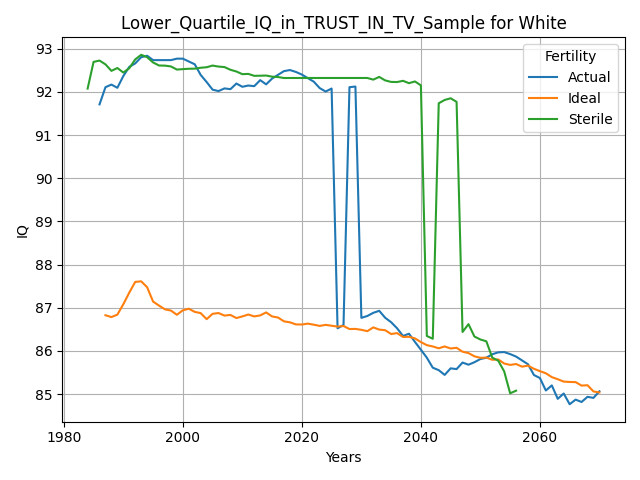 Lower_Quartile_IQ_in_TRUST_IN_TV_Sample for White
93
92
91
90
89
88
87
86
85
IQ
1980
2000
2020
2040
2060
Years
Fertility
Actual
Ideal
Sterile